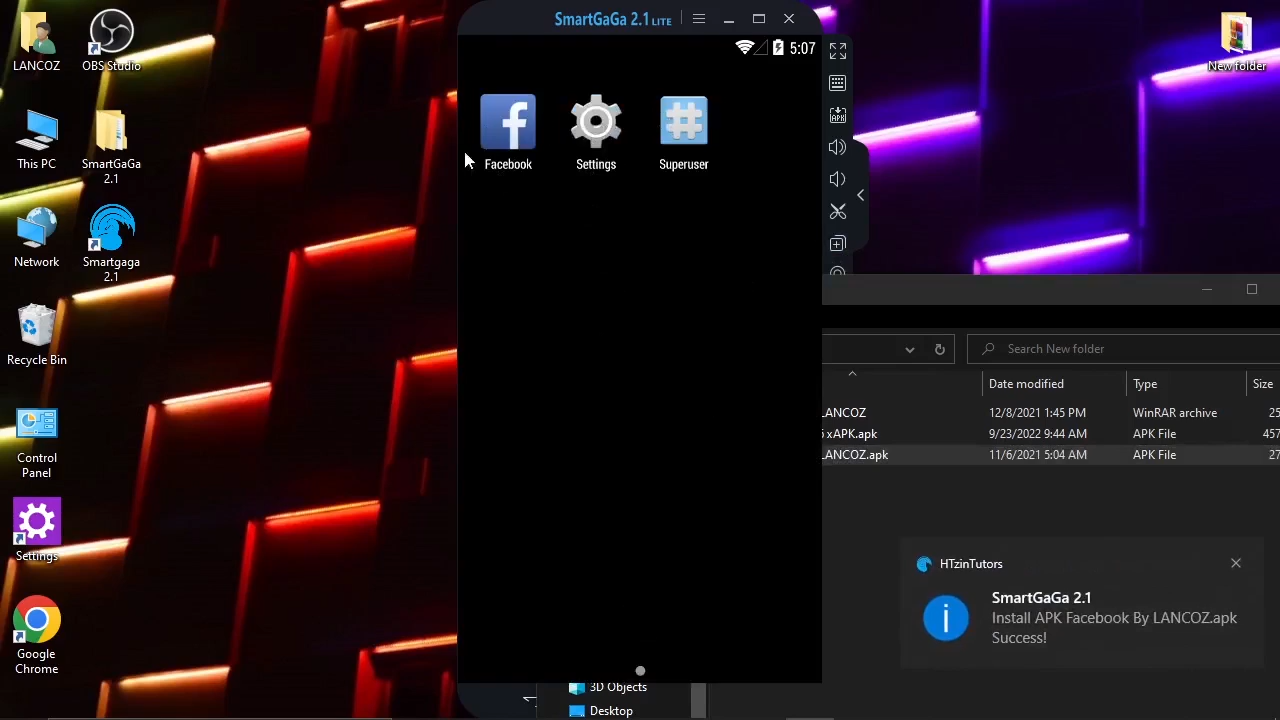 SmartGaGa 2.1 LITE
5:07
Facebook
Settings
Superuser
LANCOZ
OBS Studio
This PC
SmartGaGa
2.1
Network
Smartgaga
2.1
Recycle Bin
Control
Panel
Settings
Google
Chrome
New folder
APK
Search New folder
Date modified
Type
Size
LANCOZ
12/8/2021 1:45 PM
WinRAR archive
25
xAPK.apk
9/23/2022 9:44 AM
APK File
457
LANCOZ.apk
11/6/2021 5:04 AM
APK File
27
HTzinTutors
SmartGaGa 2.1
Install APK Facebook By LANCOZ.apk
Success!
3D Objects
Desktop